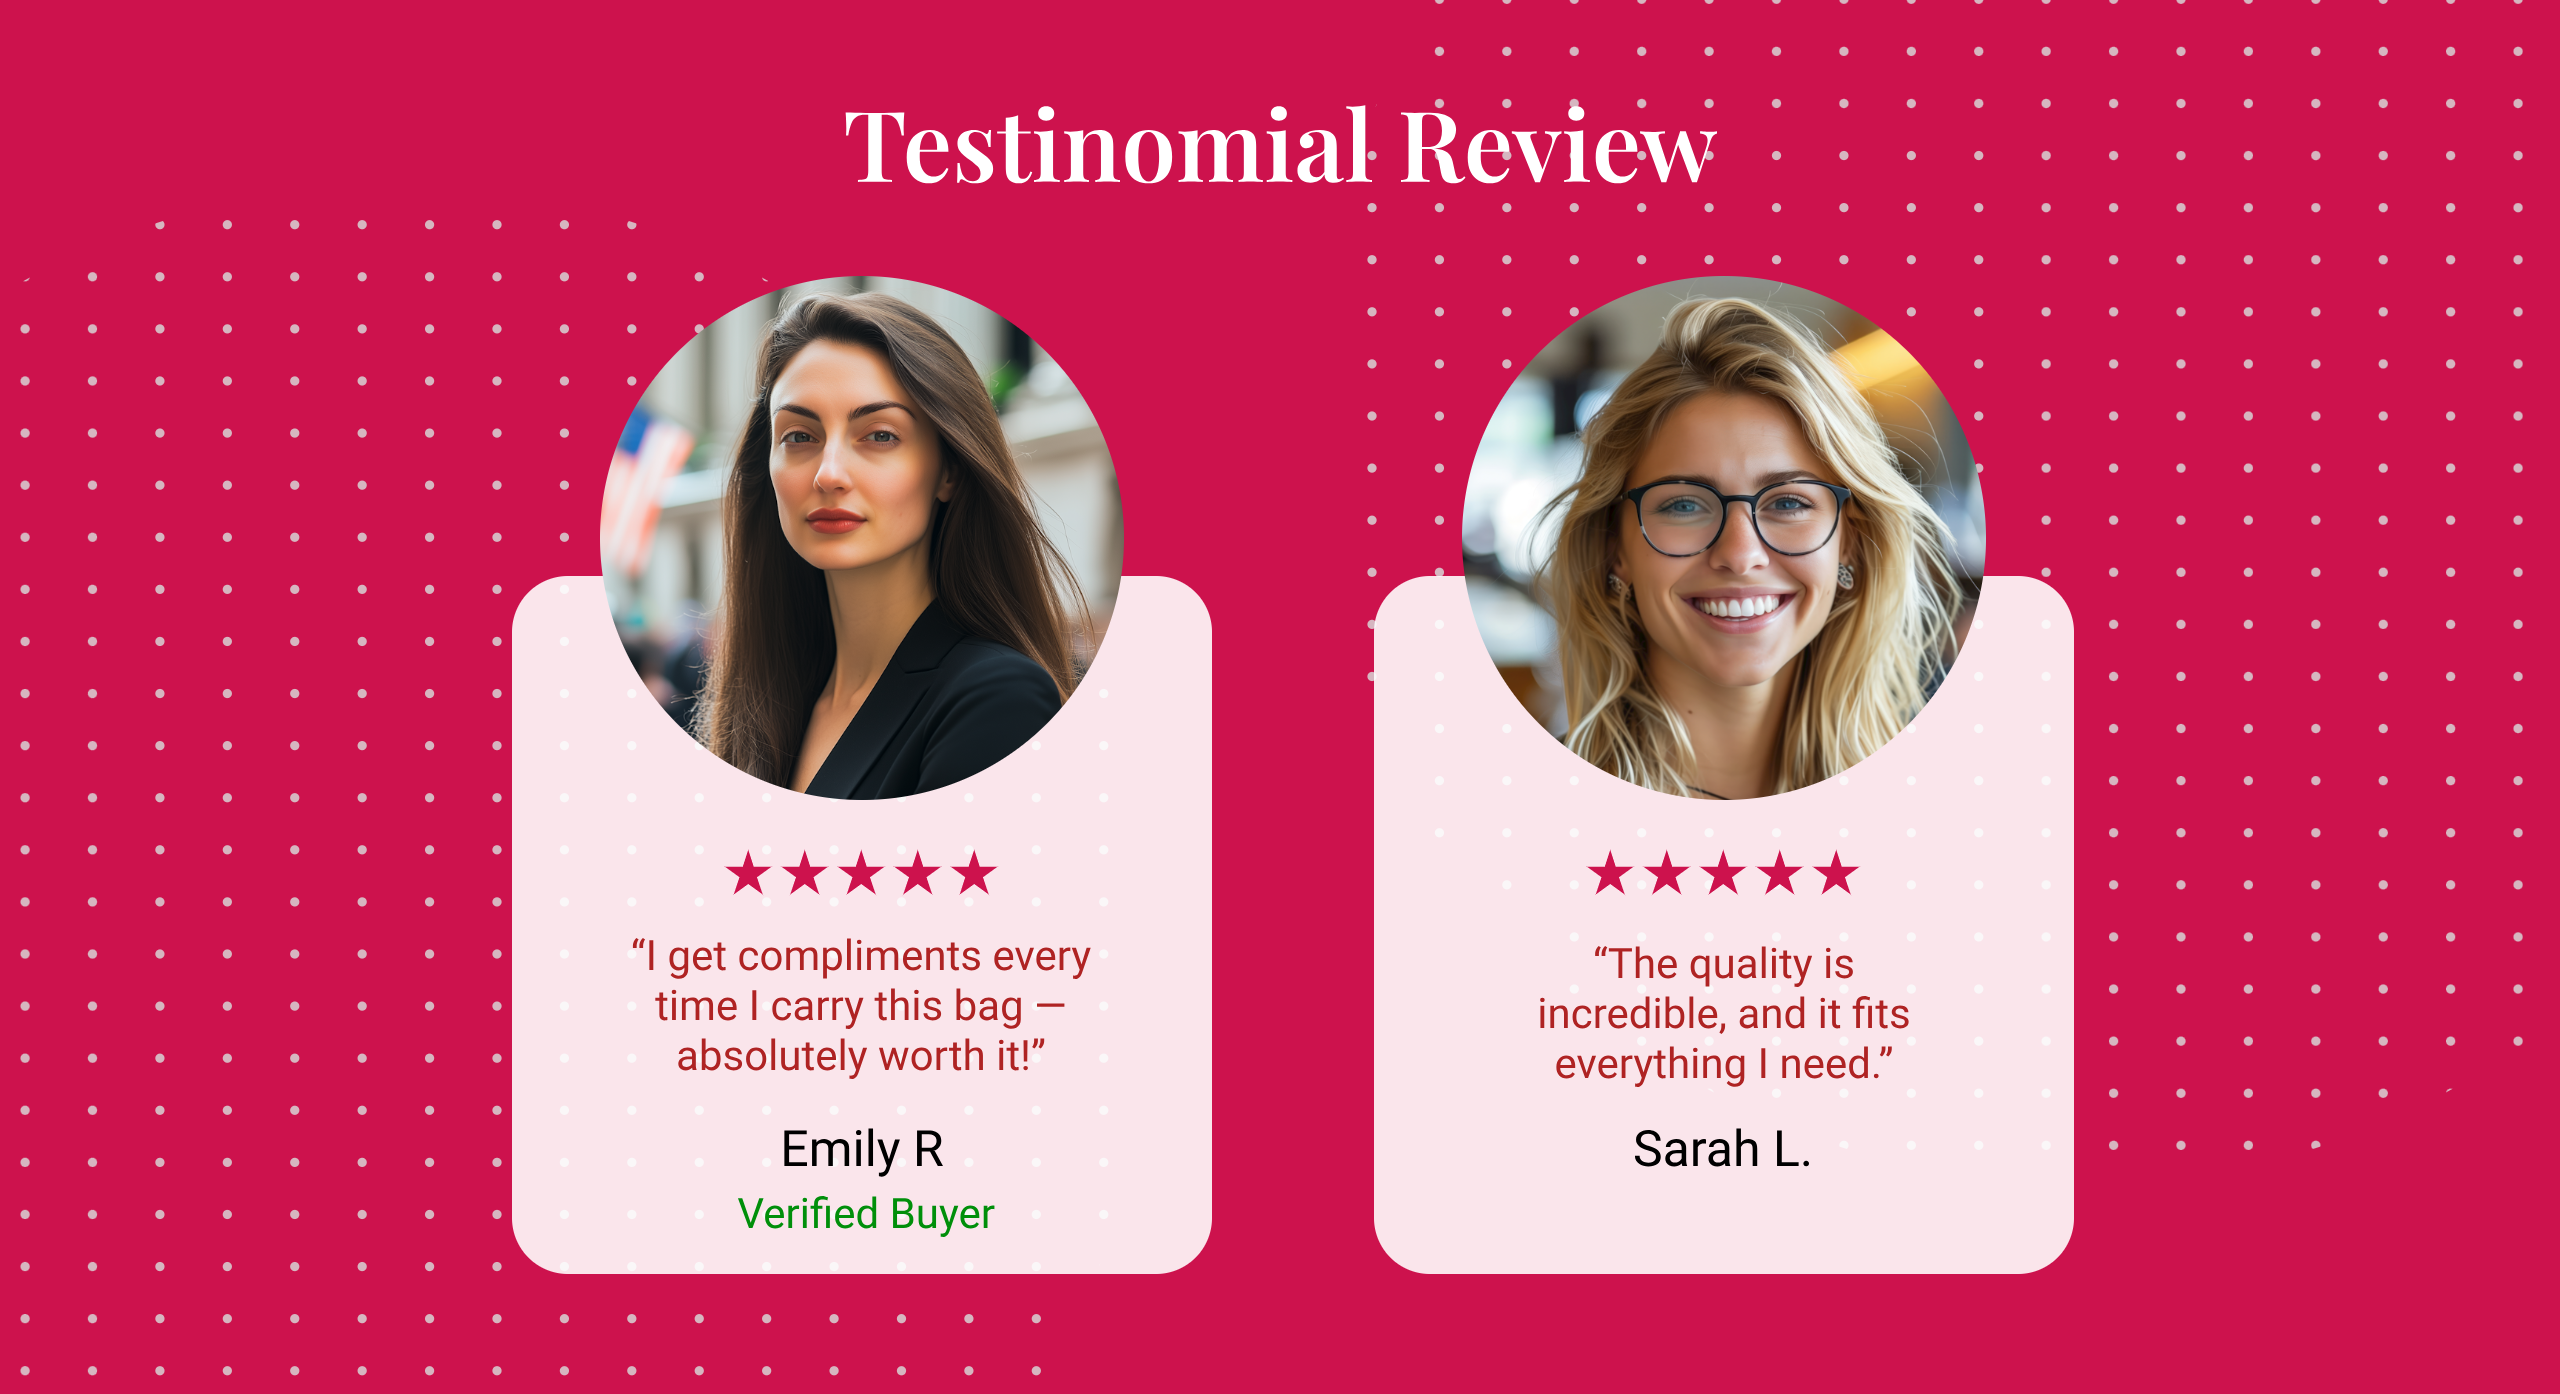 Testinomial Review
“I get compliments every
time I carry this bag —
absolutely worth it!”
Emily R
Verified Buyer
“The quality is
incredible, and it fits
everything I need.”
Sarah L.